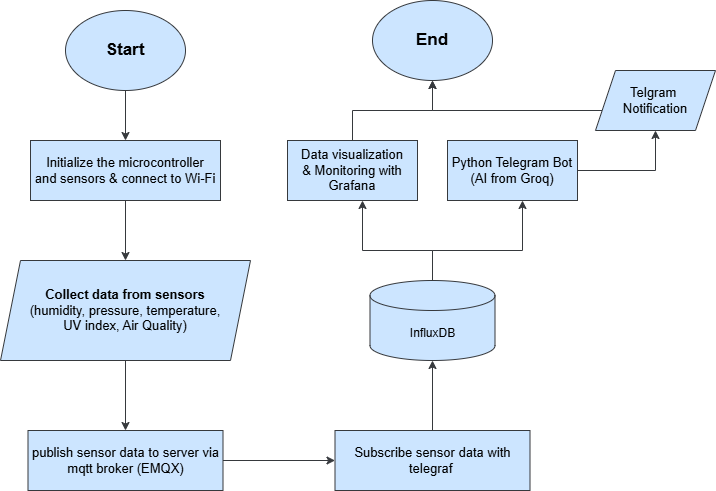 Start
Initialize the microcontroller
and sensors & connect to Wi-Fi
Collect data from sensors
(humidity, pressure, temperature,
UV index, Air Quality)
publish sensor data to server via
mqtt broker (EMQX)
Subscribe sensor data with
telegraf
InfluxDB
Data visualization
& Monitoring with
Grafana
Python Telegram Bot
(AI from Groq)
Telgram
Notification
End